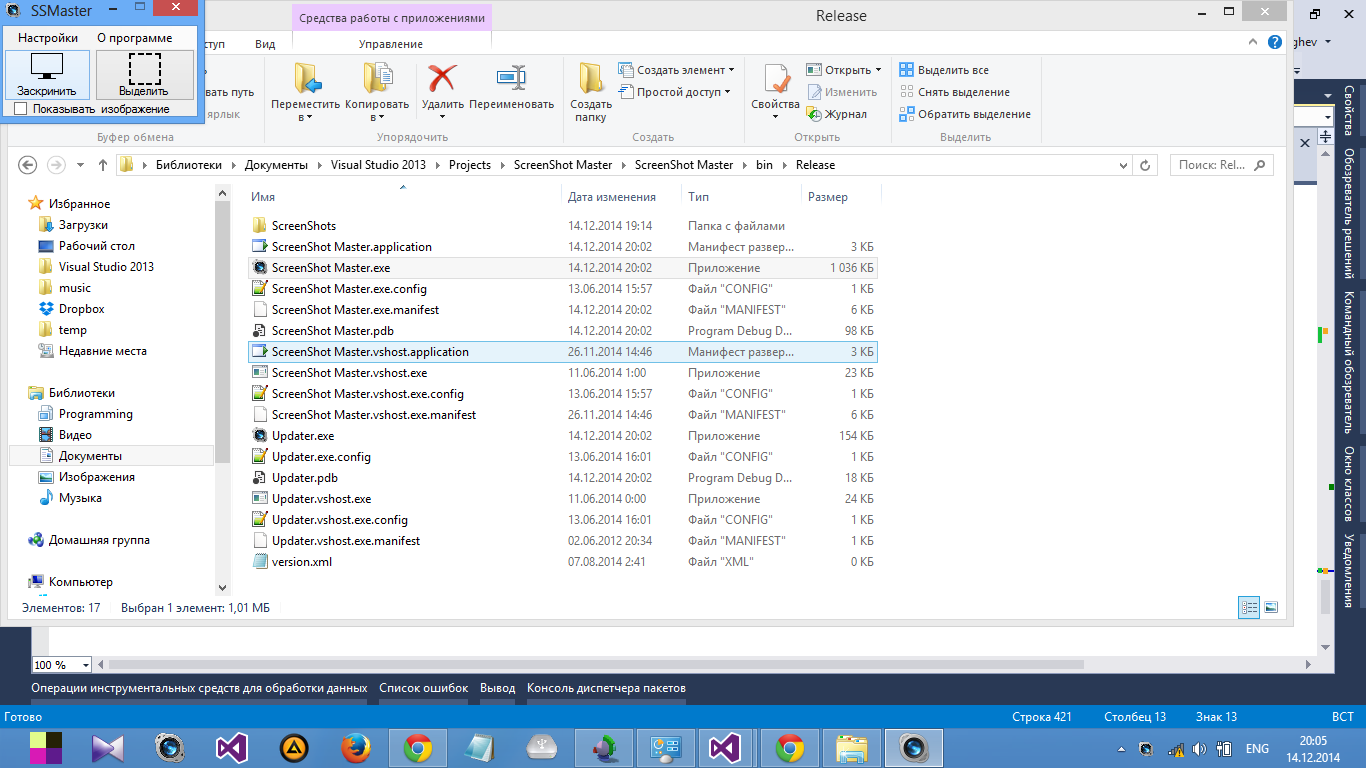 SSMaster
Настройки О программе
Заскринить Выделить
Показывать изображение
Средства работы с приложениями
Release
ступ Вид Управление
Переместить в
Копировать в
Удалить
Переименовать
Создать папку
Создать элемент
Простой доступ
Свойства
Открыть
Изменить
Журнал
Выделить все
Снять выделение
Обратить выделение
вать путь
ярлык
Буфер обмена Упорядочить Создать Открыть Выделить
Библиотеки Документы Visual Studio 2013 Projects ScreenShot Master ScreenShot Master bin Release
Поиск: Rel...
Избранное
Загрузки
Рабочий стол
Visual Studio 2013
music
Dropbox
temp
Недавние места
Библиотеки
Programming
Видео
Документы
Изображения
Музыка
Домашняя группа
Компьютер
Имя Дата изменения Тип Размер
ScreenShots 14.12.2014 19:14 Папка с файлами
ScreenShot Master.application 14.12.2014 20:02 Манифест развер... 3 КБ
ScreenShot Master.exe 14.12.2014 20:02 Приложение 1 036 КБ
ScreenShot Master.exe.config 13.06.2014 15:57 Файл "CONFIG" 1 КБ
ScreenShot Master.exe.manifest 14.12.2014 20:02 Файл "MANIFEST" 6 КБ
ScreenShot Master.pdb 14.12.2014 20:02 Program Debug D... 98 КБ
ScreenShot Master.vshost.application 26.11.2014 14:46 Манифест развер... 3 КБ
ScreenShot Master.vshost.exe 11.06.2014 1:00 Приложение 23 КБ
ScreenShot Master.vshost.exe.config 13.06.2014 15:57 Файл "CONFIG" 1 КБ
ScreenShot Master.vshost.exe.manifest 26.11.2014 14:46 Файл "MANIFEST" 6 КБ
Updater.exe 14.12.2014 20:02 Приложение 154 КБ
Updater.exe.config 13.06.2014 16:01 Файл "CONFIG" 1 КБ
Updater.pdb 14.12.2014 20:02 Program Debug D... 18 КБ
Updater.vshost.exe 11.06.2014 0:00 Приложение 24 КБ
Updater.vshost.exe.config 13.06.2014 16:01 Файл "CONFIG" 1 КБ
Updater.vshost.exe.manifest 02.06.2012 20:34 Файл "MANIFEST" 1 КБ
version.xml 07.08.2014 2:41 Файл "XML" 0 КБ
Элементов: 17 Выбран 1 элемент: 1,01 МБ
ghev
Свойства
Обозреватель решений
Командный обозреватель
Окно классов
Уведомления
100 %
Операции инструментальных средств для обработки данных Список ошибок Вывод Консоль диспетчера пакетов
Готово Строка 421 Столбец 13 Знак 13 ВСТ
ENG
20:05
14.12.2014